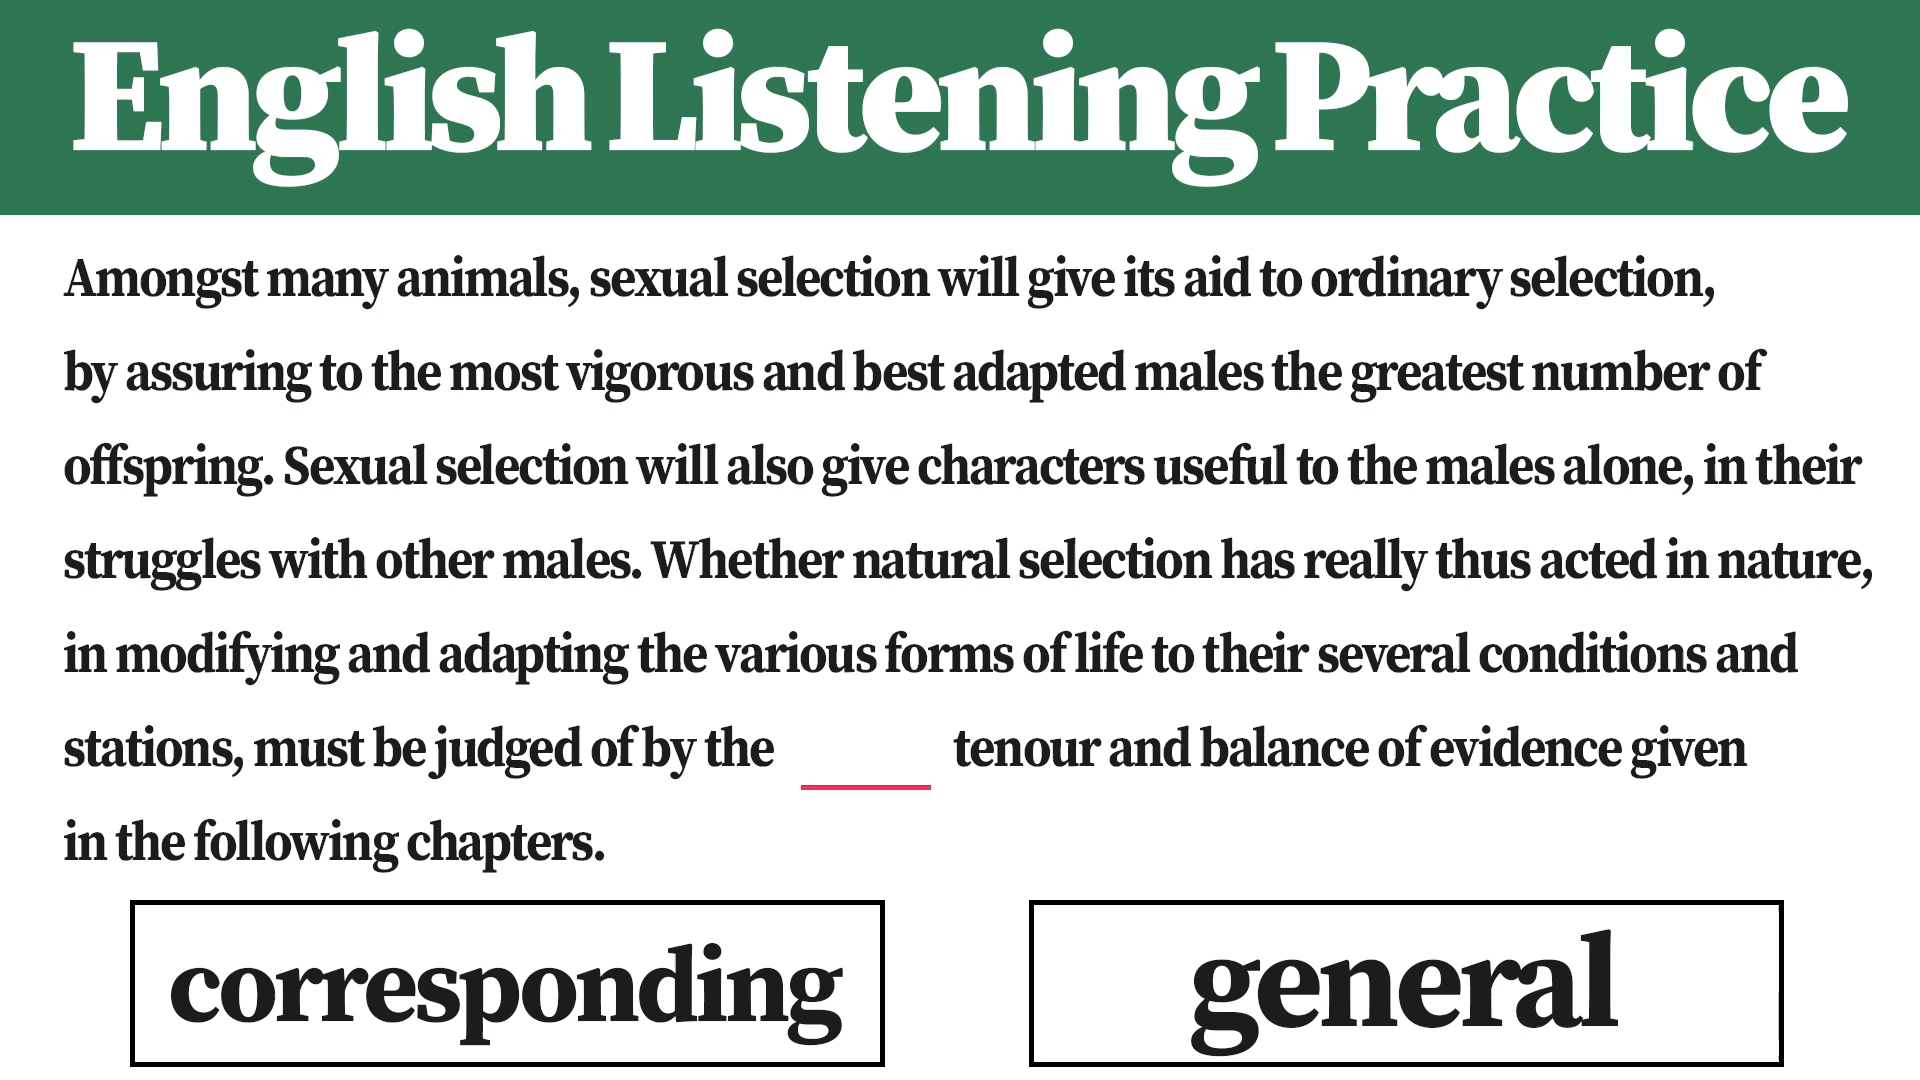 English Listening Practice
Amongst many animals, sexual selection will give its aid to ordinary selection,
by assuring to the most vigorous and best adapted males the greatest number of
offspring. Sexual selection will also give characters useful to the males alone, in their
struggles with other males. Whether natural selection has really thus acted in nature,
in modifying and adapting the various forms of life to their several conditions and
stations, must be judged of by the ____ tenour and balance of evidence given
in the following chapters.
corresponding
general